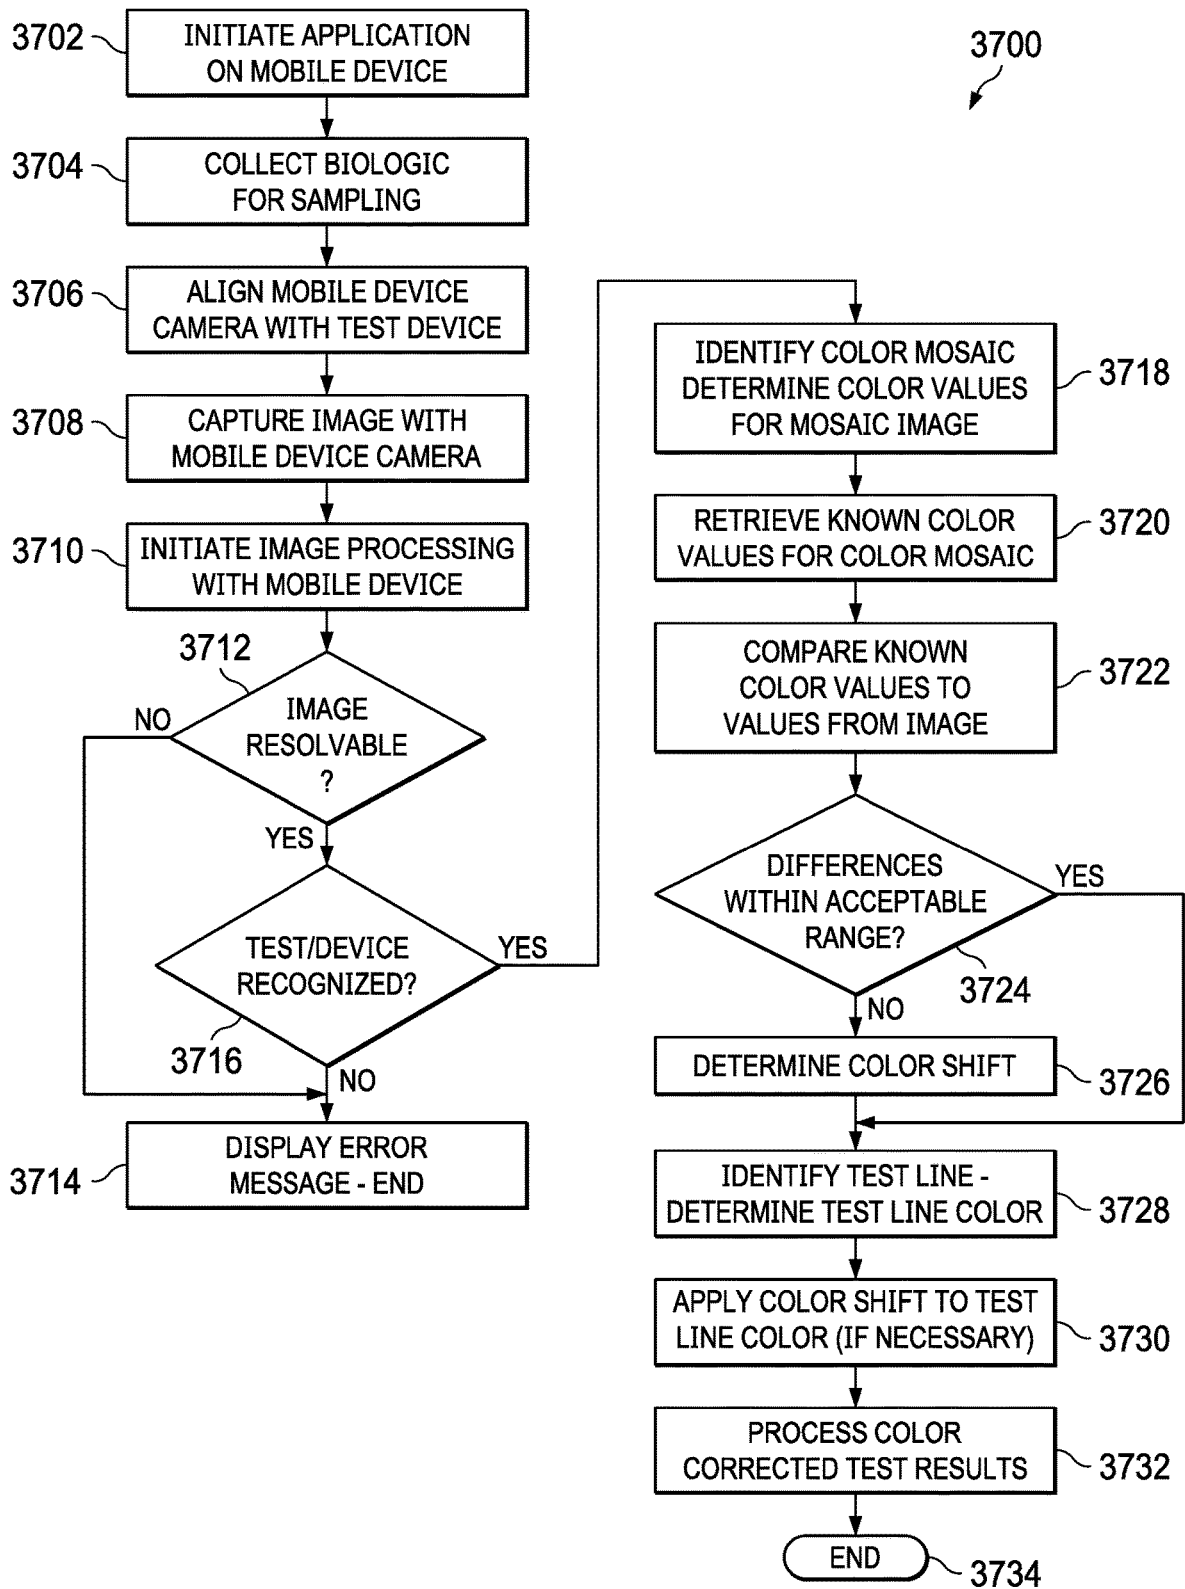 3702
INITIATE APPLICATION
ON MOBILE DEVICE
3700
3704
COLLECT BIOLOGIC
FOR SAMPLING
3706
ALIGN MOBILE DEVICE
CAMERA WITH TEST DEVICE
3708
CAPTURE IMAGE WITH
MOBILE DEVICE CAMERA
3710
INITIATE IMAGE PROCESSING
WITH MOBILE DEVICE
3712
NO
IMAGE
RESOLVABLE
?
YES
TEST/DEVICE
RECOGNIZED?
YES
3716
NO
3714
DISPLAY ERROR
MESSAGE - END
IDENTIFY COLOR MOSAIC
DETERMINE COLOR VALUES
FOR MOSAIC IMAGE
3718
RETRIEVE KNOWN COLOR
VALUES FOR COLOR MOSAIC
3720
COMPARE KNOWN
COLOR VALUES TO
VALUES FROM IMAGE
3722
DIFFERENCES
WITHIN ACCEPTABLE
RANGE?
YES
3724
NO
DETERMINE COLOR SHIFT
3726
IDENTIFY TEST LINE -
DETERMINE TEST LINE COLOR
3728
APPLY COLOR SHIFT TO TEST
LINE COLOR (IF NECESSARY)
3730
PROCESS COLOR
CORRECTED TEST RESULTS
3732
END
3734